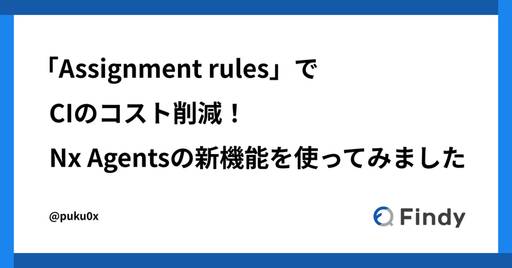 「Assignment rules」で
CIのコスト削減！
Nx Agentsの新機能を使ってみました
@puku0x
Findy